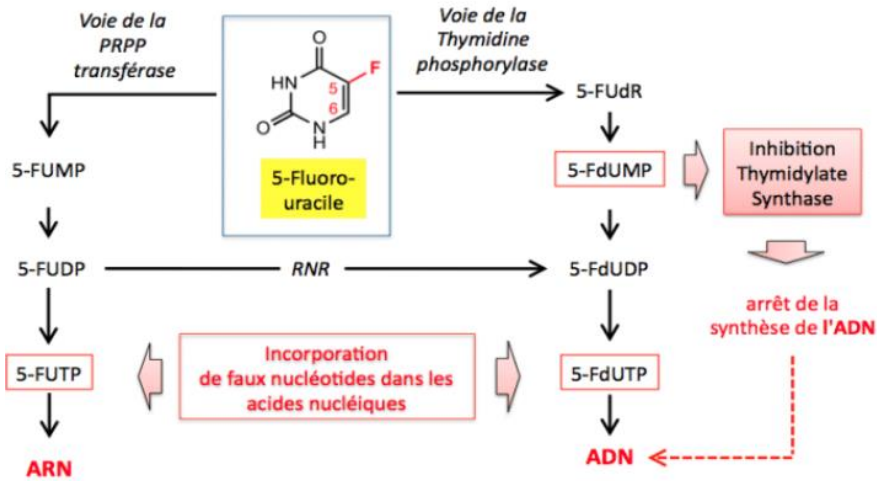 Voie de la
PRPP
transférase
O
F
HN
5
6
O
N
H
5-Fluoro-
uracile
Voie de la
Thymidine
phosphorylase
5-FUdR
5-FUMP
5-FdUMP
Inhibition
Thymidylate
Synthase
5-FUDP
RNR
5-FdUDP
arrêt de la
synthèse de l'ADN
5-FUTP
Incorporation
de faux nucléotides dans les
acides nucléiques
5-FdUTP
ARN
ADN